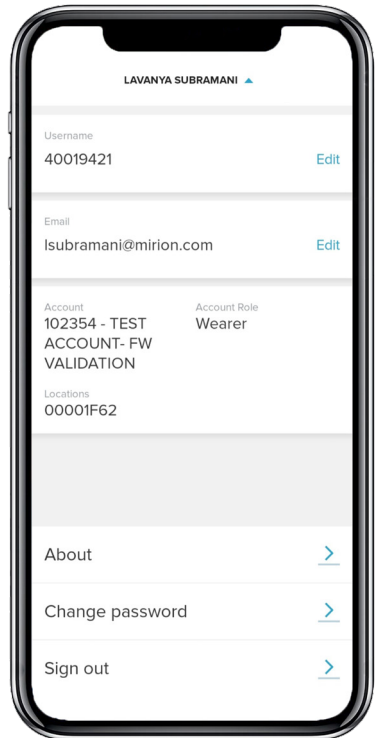 LAVANYA SUBRAMANI
Username
40019421
Edit
Email
lsubramani@mirion.com
Edit
Account
102354 - TEST
ACCOUNT- FW
VALIDATION
Account Role
Wearer
Locations
00001F62
About
Change password
Sign out